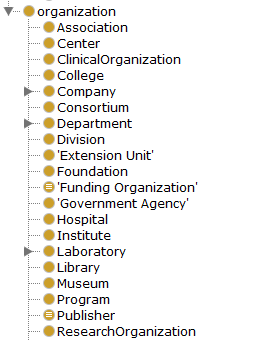 organization
Association
Center
ClinicalOrganization
College
Company
Consortium
Department
Division
'Extension Unit'
Foundation
'Funding Organization'
'Government Agency'
Hospital
Institute
Laboratory
Library
Museum
Program
Publisher
ResearchOrganization